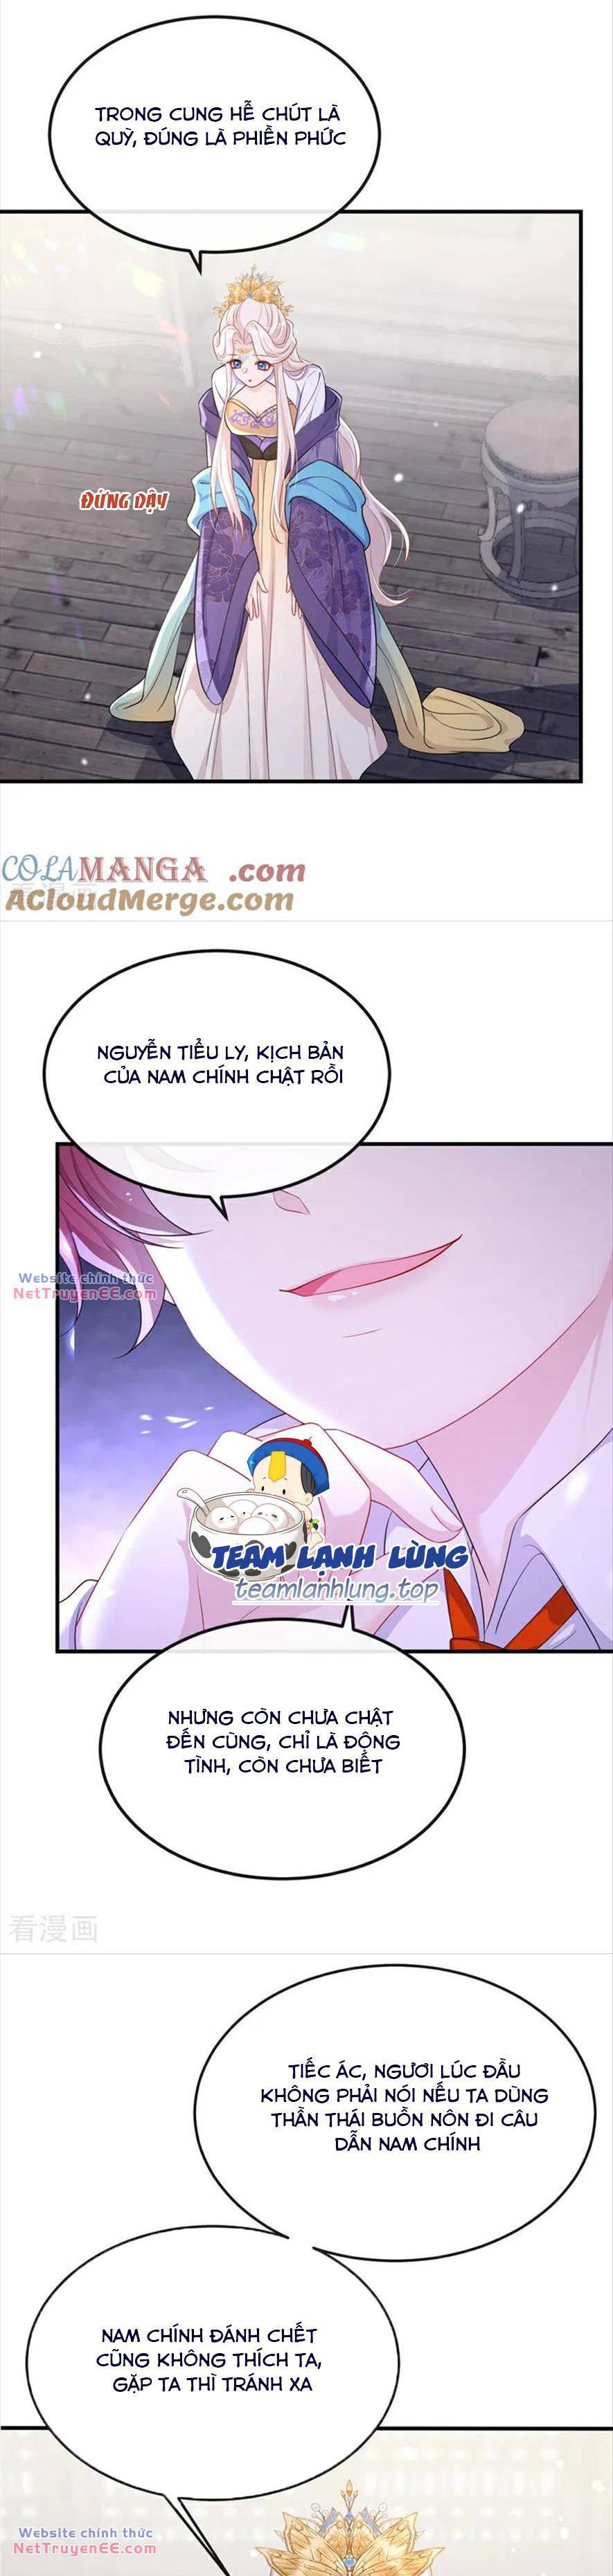 TRONG CUNG HỄ CHÚT LÀ
QUỲ, ĐÚNG LÀ PHIỀN PHỨC
ĐỨNG DẬY
COLAMANGA .com
看漫画
ACloudMerge.com
NGUYỄN TIỂU LY, KỊCH BẢN
CỦA NAM CHÍNH CHẬT RỒI
Website chính thức
NetTruyenEE.com
TEAM LẠNH LÙNG
teamlanhlung.top
NHƯNG CÒN CHƯA CHẬT
ĐẾN CÙNG, CHỈ LÀ ĐỘNG
TÌNH, CÒN CHƯA BIẾT
看漫画
TIẾC ÁC, NGƯƠI LÚC ĐẦU
KHÔNG PHẢI NÓI NẾU TA DÙNG
THẦN THÁI BUỒN NÔN ĐI CÂU
DẪN NAM CHÍNH
NAM CHÍNH ĐÁNH CHẾT
CŨNG KHÔNG THÍCH TA,
GẶP TA THÌ TRÁNH XA
Website chính thức
NetTruyenEE.com